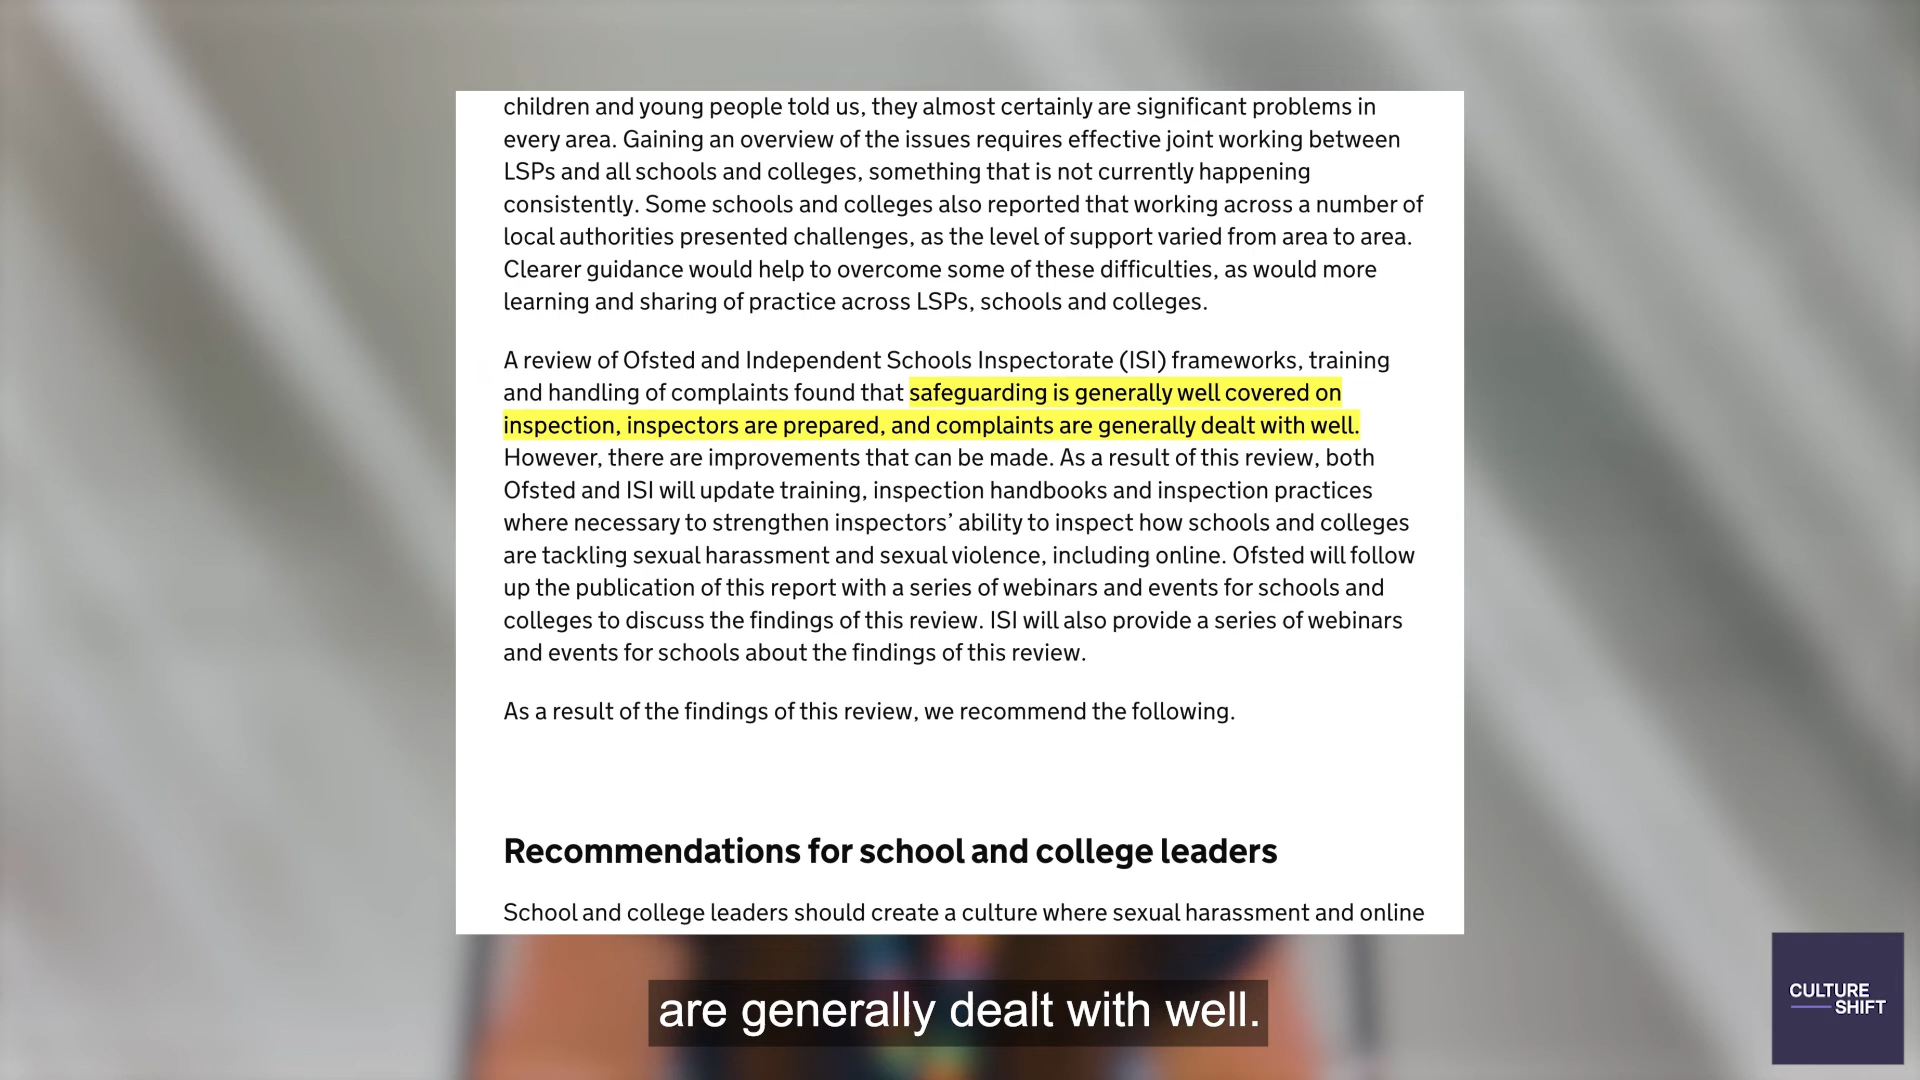 children and young people told us, they almost certainly are significant problems in
every area. Gaining an overview of the issues requires effective joint working between
LSPs and all schools and colleges, something that is not currently happening
consistently. Some schools and colleges also reported that working across a number of
local authorities presented challenges, as the level of support varied from area to area.
Clearer guidance would help to overcome some of these difficulties, as would more
learning and sharing of practice across LSPs, schools and colleges.
A review of Ofsted and Independent Schools Inspectorate (ISI) frameworks, training
and handling of complaints found that safeguarding is generally well covered on
inspection, inspectors are prepared, and complaints are generally dealt with well.
However, there are improvements that can be made. As a result of this review, both
Ofsted and ISI will update training, inspection handbooks and inspection practices
where necessary to strengthen inspectors’ ability to inspect how schools and colleges
are tackling sexual harassment and sexual violence, including online. Ofsted will follow
up the publication of this report with a series of webinars and events for schools and
colleges to discuss the findings of this review. ISI will also provide a series of webinars
and events for schools about the findings of this review.
As a result of the findings of this review, we recommend the following.
Recommendations for school and college leaders
School and college leaders should create a culture where sexual harassment and online
are generally dealt with well.
CULTURE
SHIFT